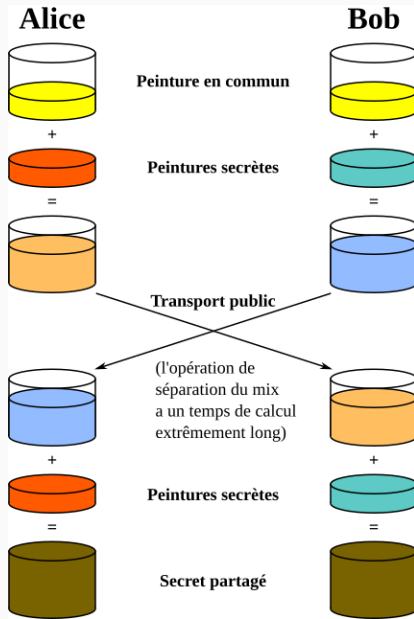 Alice Bob
Peinture en commun
+ +
Peintures secrètes
= =
Transport public
(l'opération de
séparation du mix
a un temps de calcul
extrêmement long)
+ +
Peintures secrètes
= =
Secret partagé